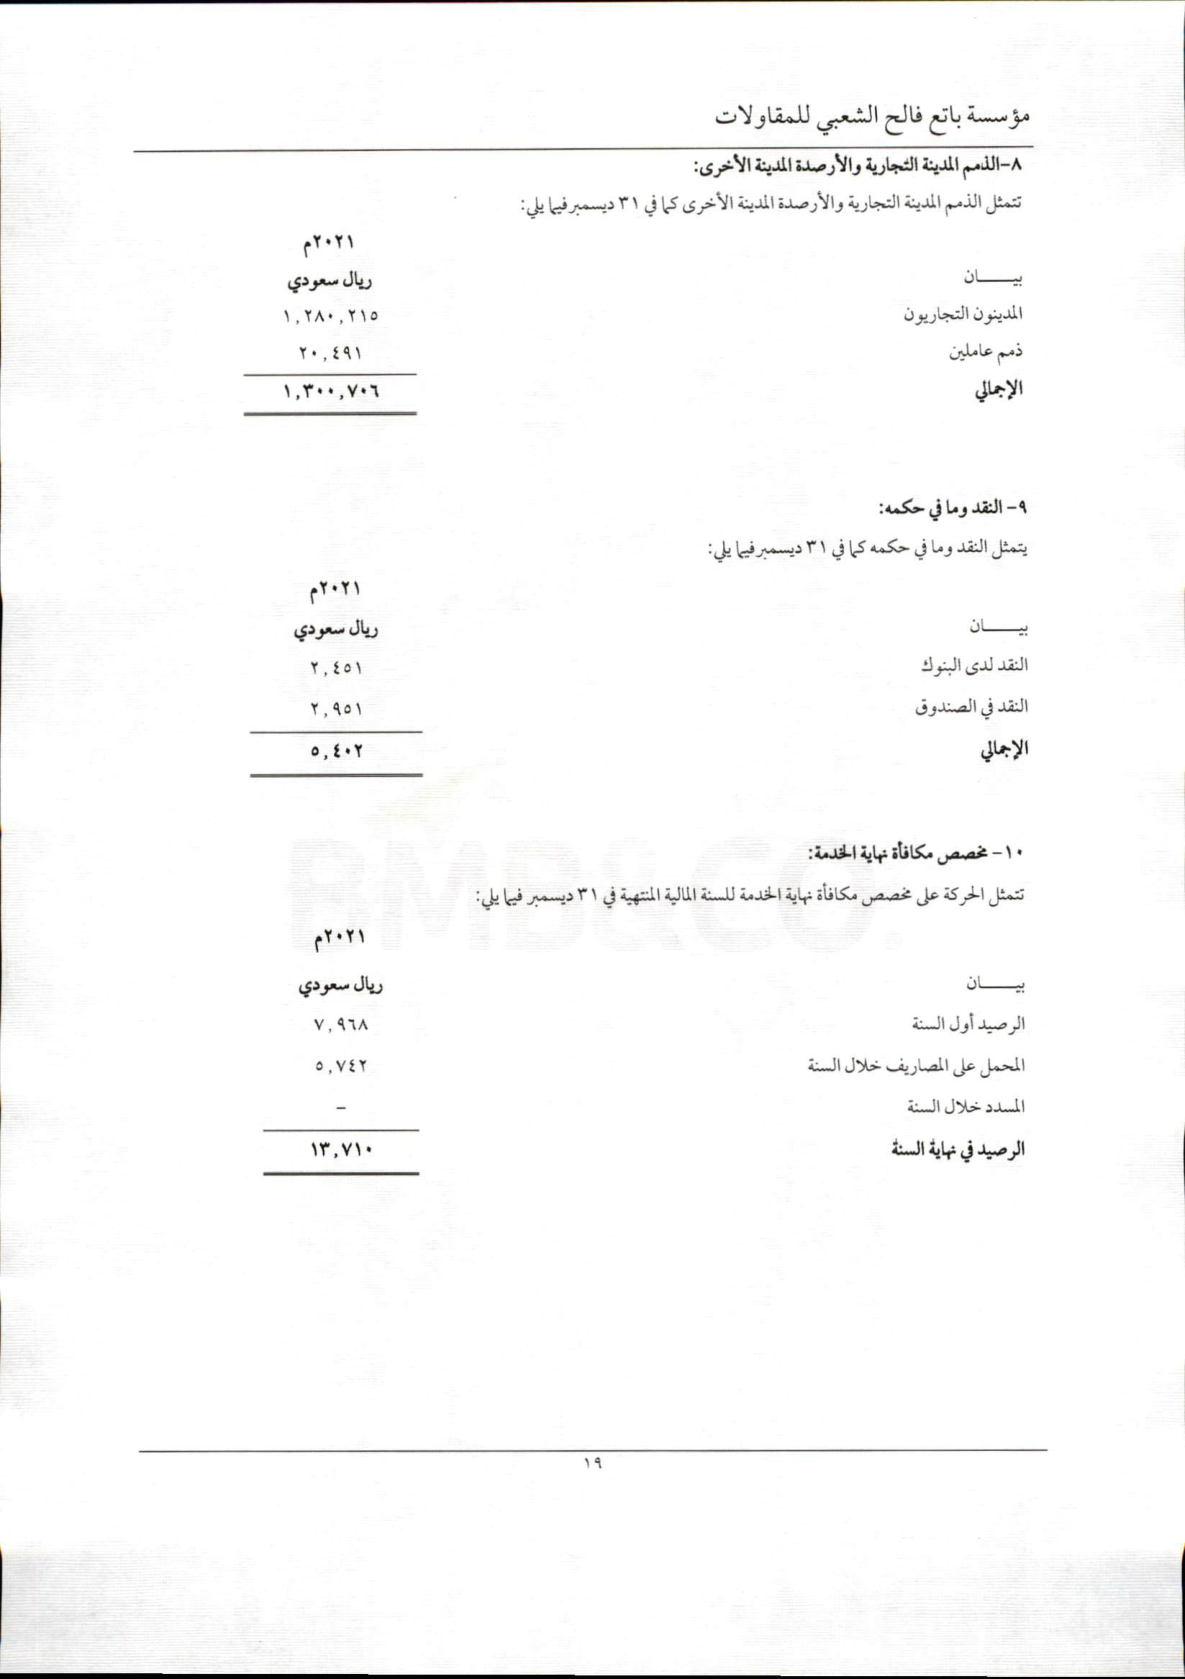 مؤسسة باتع فالح الشعبي للمقاولات
٨-الذمم المدينة التجارية والأرصدة المدينة الأخرى:
تتمثل الذمم المدينة التجارية والأرصدة المدينة الأخرى كما في ٣١ ديسمبر فيما يلي:
٢٠٢١م
بيــــــان ريال سعودي
المدينون التجاريون ١,٢٨٠,٢١٥
ذمم عاملين ٢٠,٤٩١
الإجمالي ١,٣٠٠,٧٠٦
٩- النقد وما في حكمه:
يتمثل النقد وما في حكمه كما في ٣١ ديسمبر فيما يلي:
٢٠٢١م
بيــــــان ريال سعودي
النقد لدى البنوك ٢,٤٥١
النقد في الصندوق ٢,٩٥١
الإجمالي ٥,٤٠٢
BMB&CO.
١٠- مخصص مكافأة نهاية الخدمة:
تتمثل الحركة على مخصص مكافأة نهاية الخدمة للسنة المالية المنتهية في ٣١ ديسمبر فيما يلي:
٢٠٢١م
بيــــــان ريال سعودي
الرصيد أول السنة ٧,٩٦٨
المحمل على المصاريف خلال السنة ٥,٧٤٢
المسدد خلال السنة –
الرصيد في نهاية السنة ١٣,٧١٠
١٩